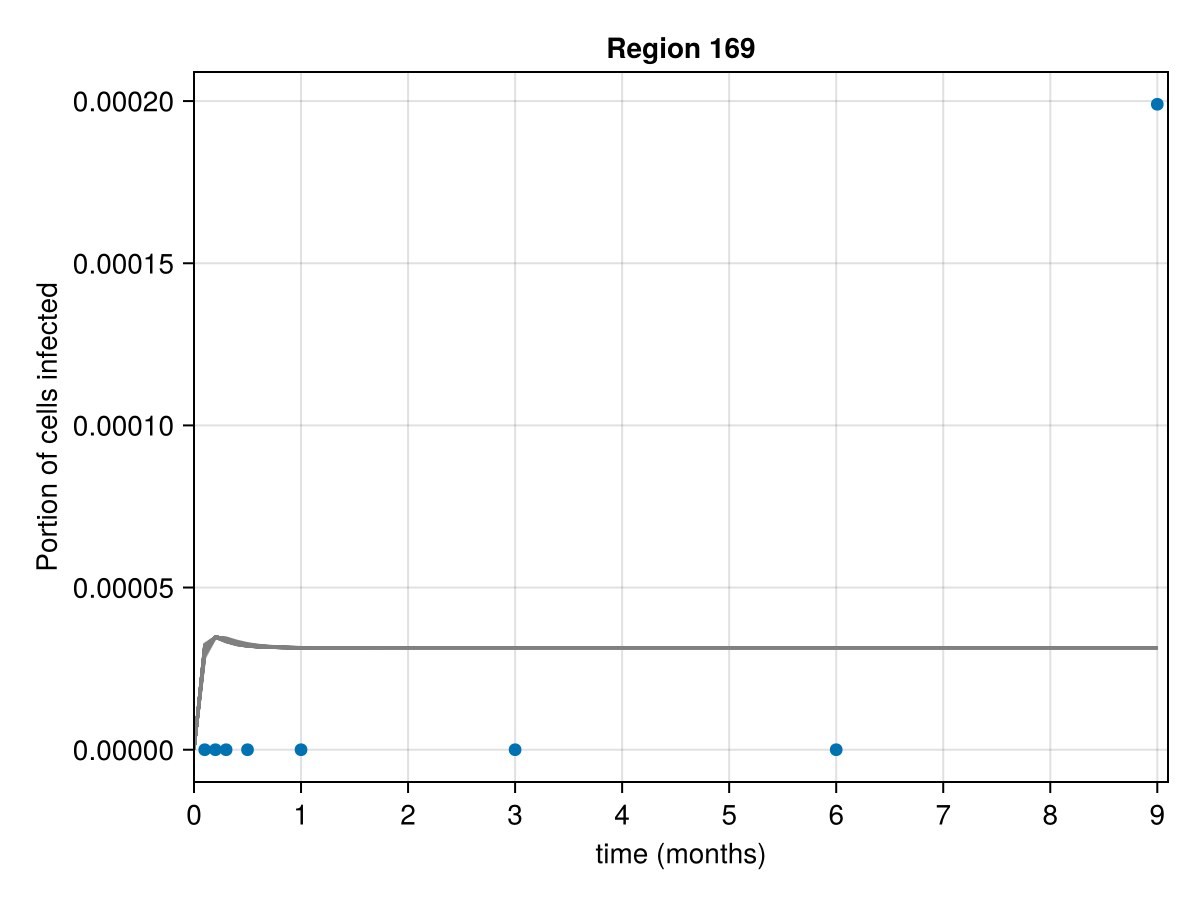 Region 169
0.00020
0.00015
0.00010
0.00005
0.00000
Portion of cells infected
0 1 2 3 4 5 6 7 8 9
time (months)